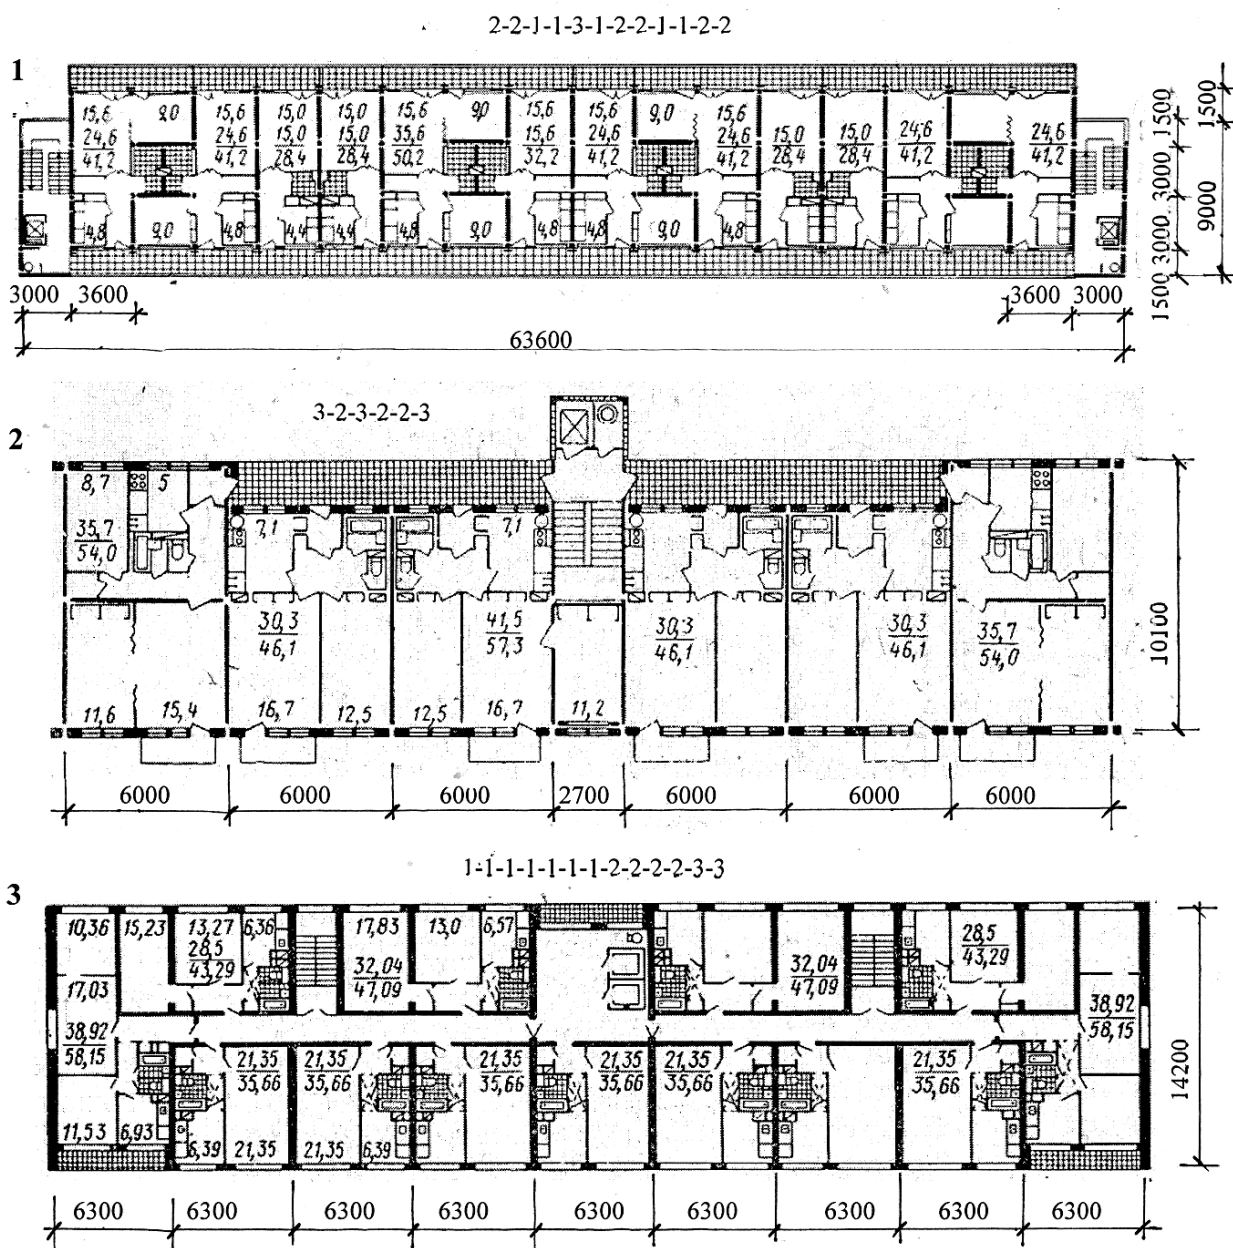 2-2-1-1-3-1-2-2-1-1-2-2
1
15,6 9,0 15,6 15,0 15,0 15,6 9,0 15,6 15,6 9,0 15,6 15,0 15,0 24,6 24,6
24,6 24,6 15,0 15,0 35,6 15,6 24,6 24,6 28,4 28,4 41,2 41,2
41,2 41,2 28,4 28,4 50,2 32,2 41,2 41,2
4,8 9,0 4,8 4,4 4,4 4,8 9,0 4,8 4,8 9,0 4,8
1500 1500
3000
9000
3000
1500
3000 3600 3600 3000
63600
3-2-3-2-2-3
2
8,7 5
7,1 7,1
35,7
54,0
30,3 41,5 30,3 30,3 35,7
46,1 57,3 46,1 46,1 54,0
11,6 15,4 16,7 12,5 12,5 16,7 11,2
10100
6000 6000 6000 2700 6000 6000 6000
1-1-1-1-1-1-1-2-2-2-2-3-3
3
10,36 15,23 13,27 6,36 17,83 13,0 6,57
28,5 28,5
43,29 43,29
32,04 32,04
47,09 47,09
17,03
38,92 38,92
58,15 58,15
21,35 21,35 21,35 21,35 21,35 21,35
35,66 35,66 35,66 35,66 35,66 35,66
11,53 6,93 6,39 21,35 21,35 6,39
14200
6300 6300 6300 6300 6300 6300 6300 6300 6300